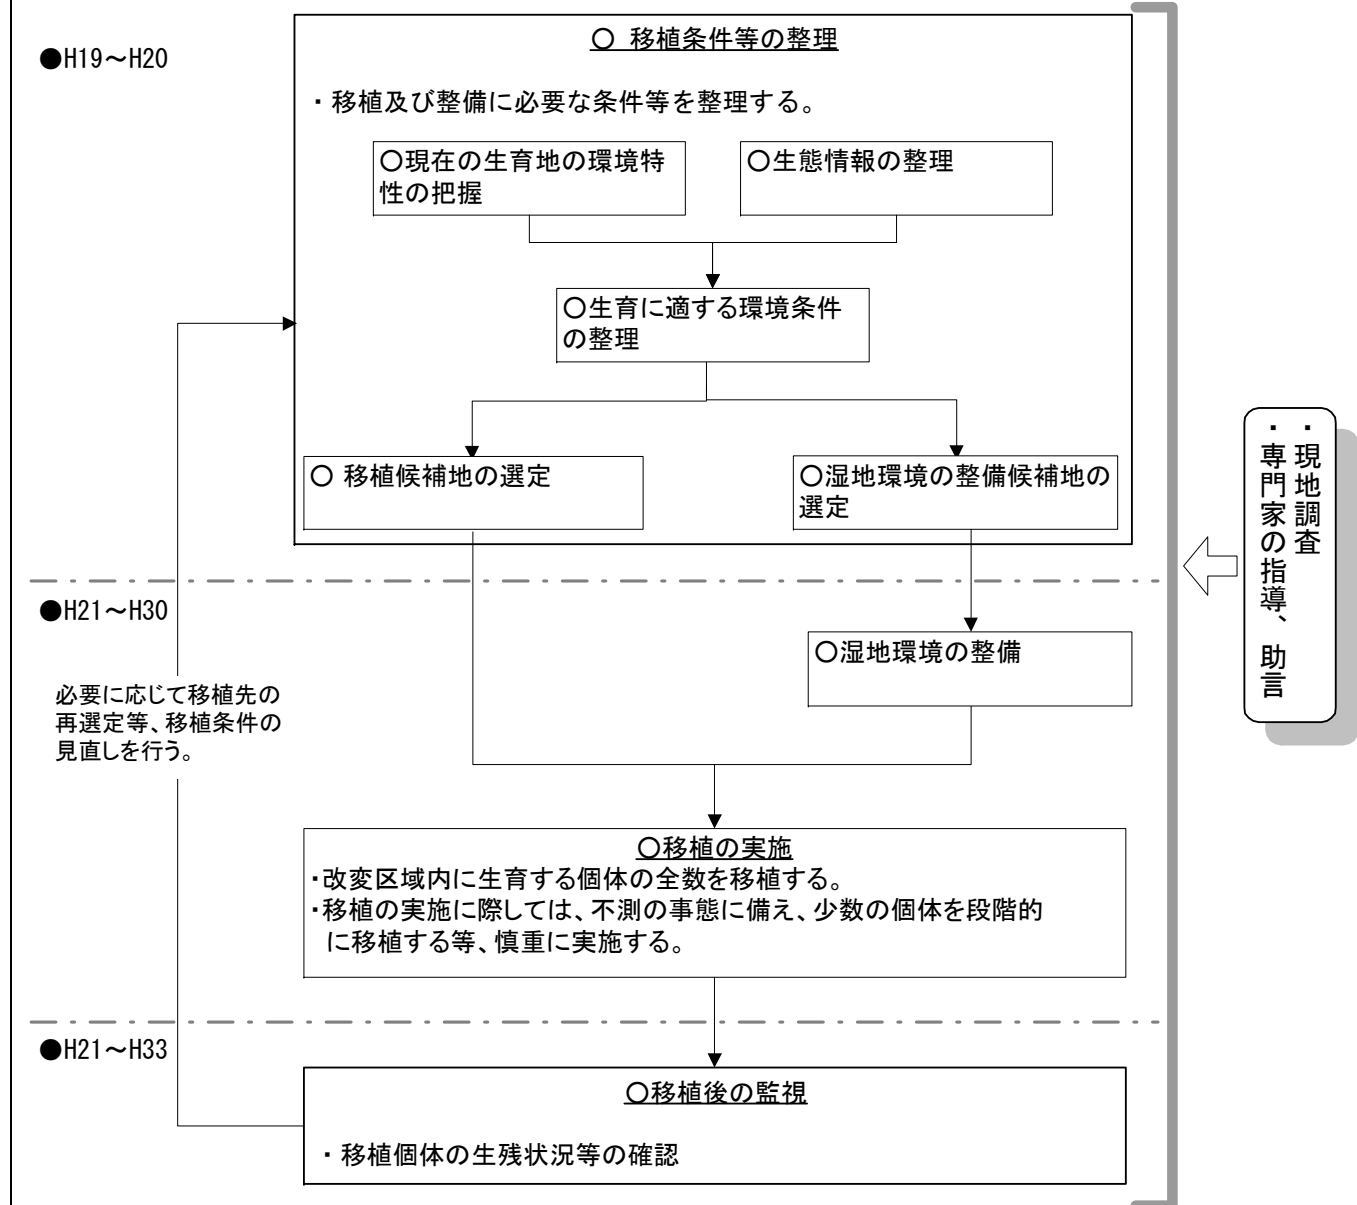 ●H19～H20
○ 移植条件等の整理
・移植及び整備に必要な条件等を整理する。
○現在の生育地の環境特
性の把握
○生態情報の整理
○生育に適する環境条件
の整理
○ 移植候補地の選定
○湿地環境の整備候補地の
選定
・現地調査
・専門家の指導、助言
●H21～H30
○湿地環境の整備
必要に応じて移植先の
再選定等、移植条件の
見直しを行う。
○移植の実施
・改変区域内に生育する個体の全数を移植する。
・移植の実施に際しては、不測の事態に備え、少数の個体を段階的
に移植する等、慎重に実施する。
●H21～H33
○移植後の監視
・移植個体の生残状況等の確認